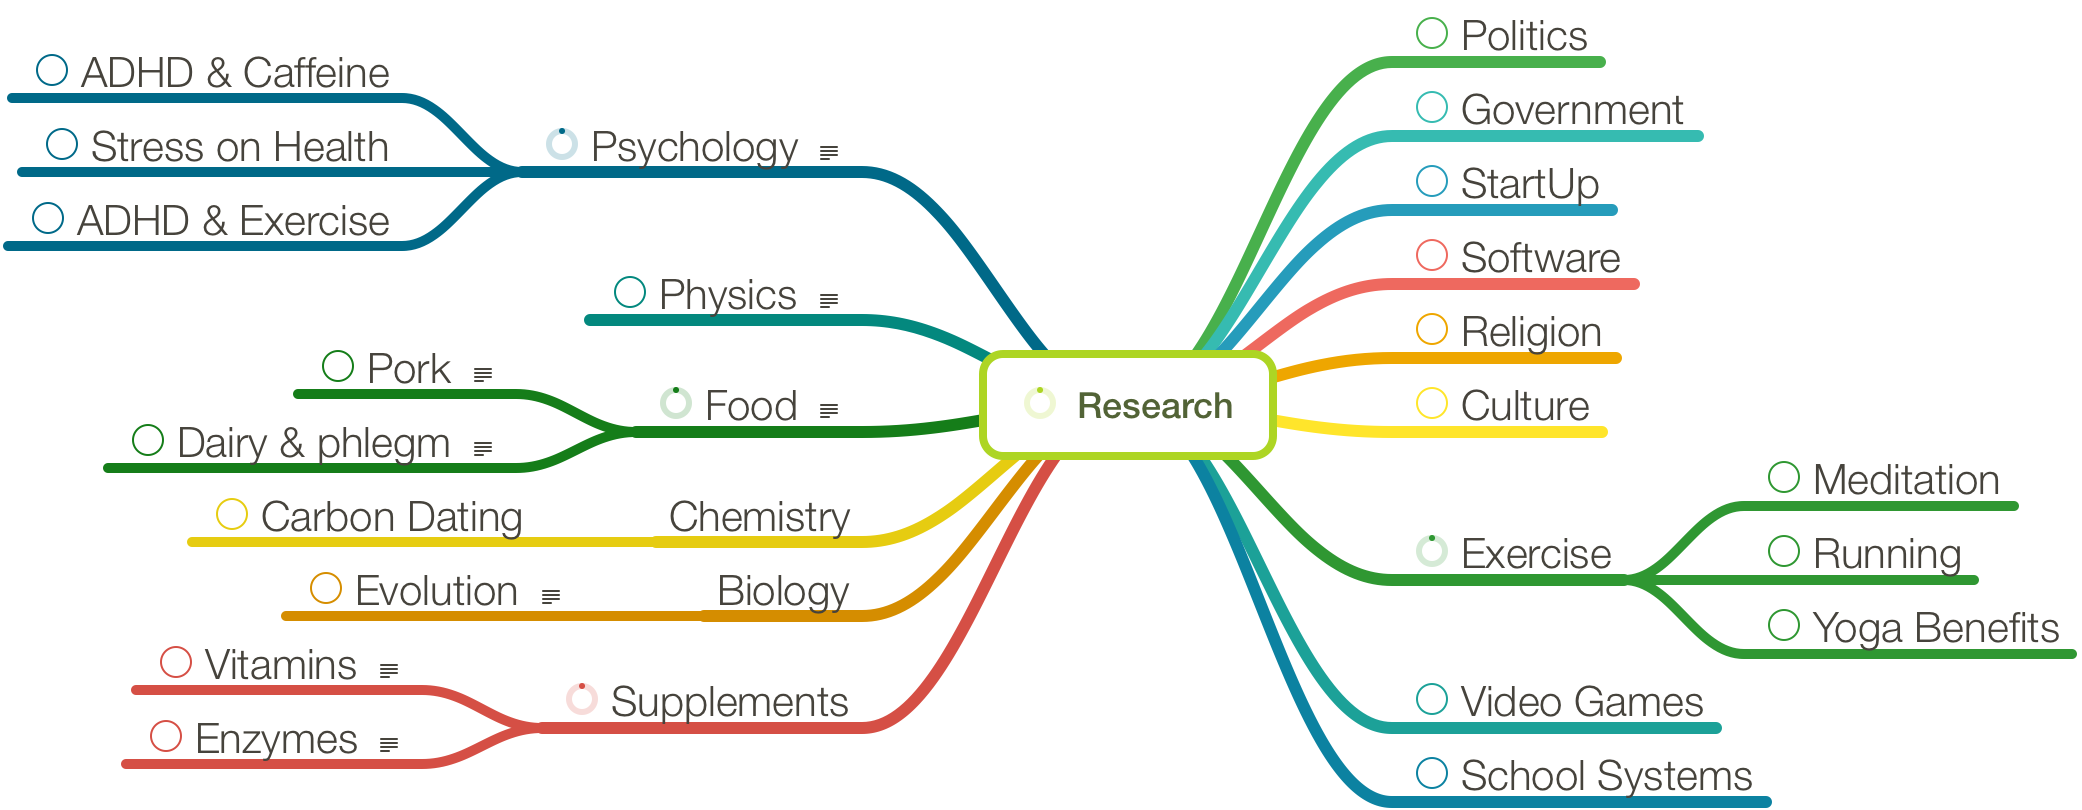 ADHD & Caffeine
Stress on Health
ADHD & Exercise
Psychology
Physics
Pork
Dairy & phlegm
Food
Carbon Dating
Chemistry
Evolution
Biology
Vitamins
Enzymes
Supplements
Research
Politics
Government
StartUp
Software
Religion
Culture
Exercise
Meditation
Running
Yoga Benefits
Video Games
School Systems